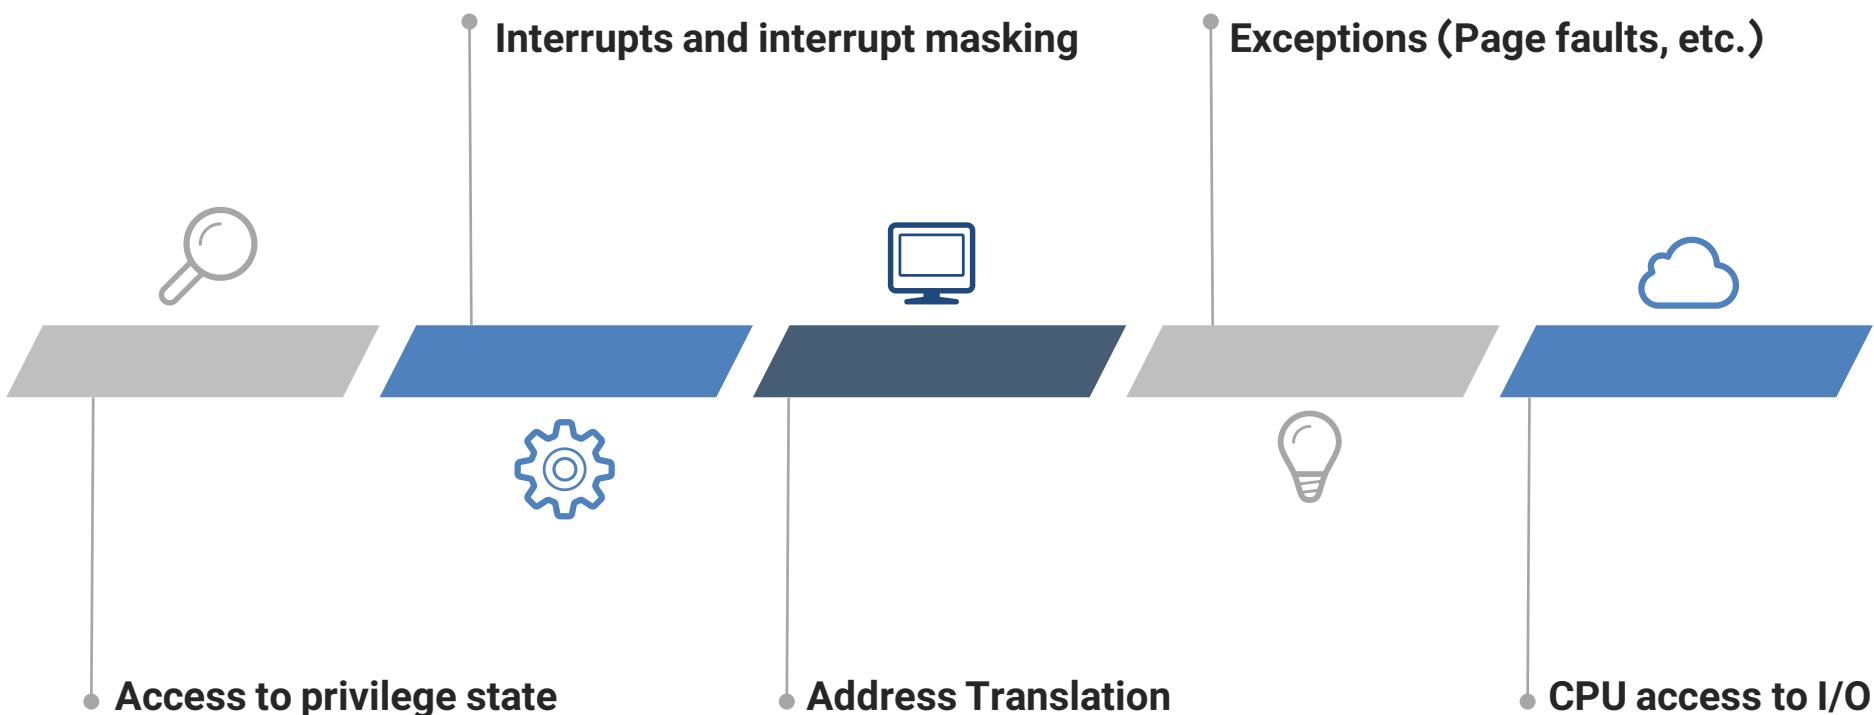 Interrupts and interrupt masking
Exceptions (Page faults, etc.)
Access to privilege state
Address Translation
CPU access to I/O